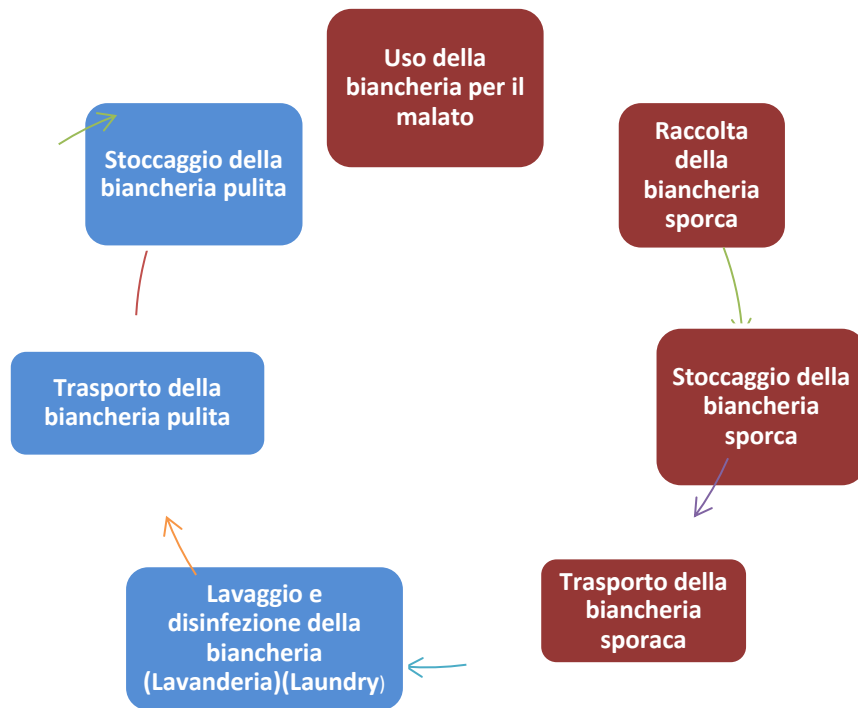 Uso della
biancheria per il
malato
Raccolta
della
biancheria
sporca
Stoccaggio della
biancheria
sporca
Trasporto della
biancheria
sporaca
Lavaggio e
disinfezione della
biancheria
(Lavanderia)(Laundry)
Trasporto della
biancheria pulita
Stoccaggio della
biancheria pulita